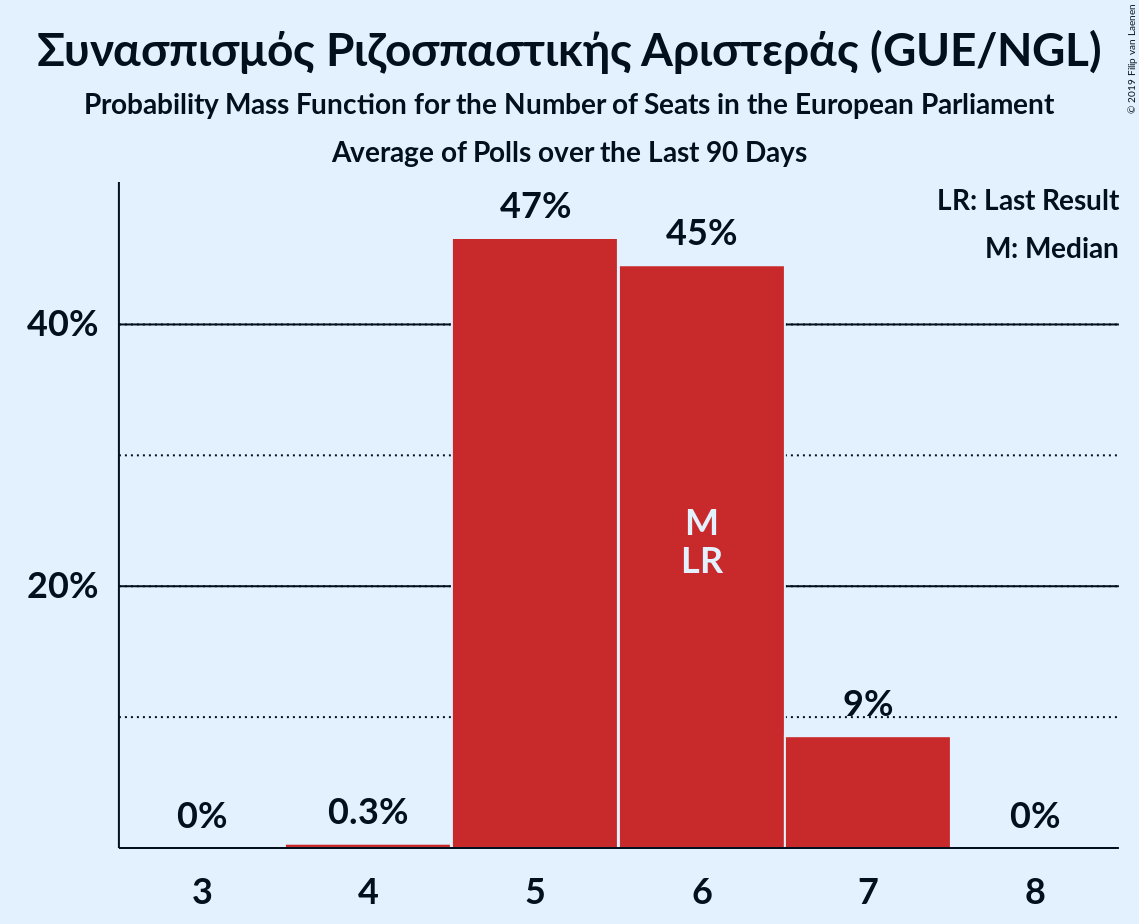 Συνασπισμός Ριζοσπαστικής Αριστεράς (GUE/NGL)
Probability Mass Function for the Number of Seats in the European Parliament
Average of Polls over the Last 90 Days
© 2019 Filip van Laenen
LR: Last Result
M: Median
47%
45%
40%
M
LR
20%
9%
0%
0.3%
0%
3
4
5
6
7
8